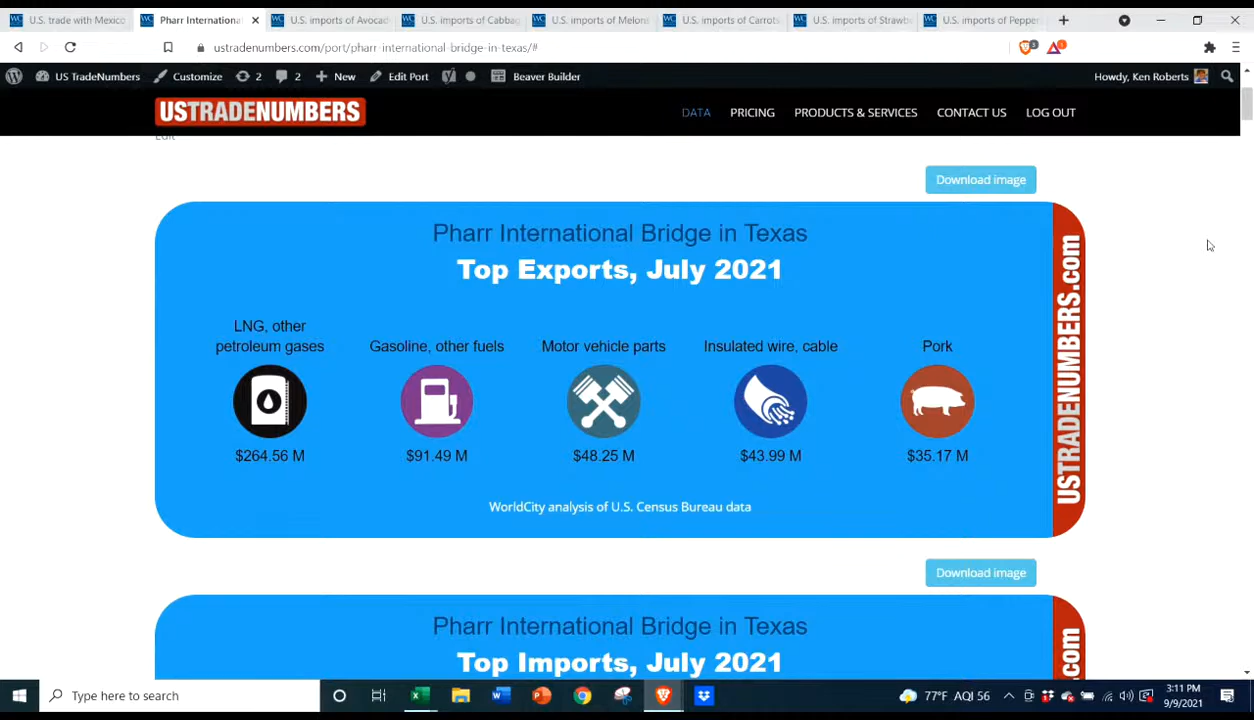 U.S. trade with Mexico
Pharr International
U.S. imports of Avocad
U.S. imports of Cabbag
U.S. imports of Melons
U.S. imports of Carrots
U.S. imports of Strawb
U.S. imports of Pepper
ustradenumbers.com/port/pharr-international-bridge-in-texas/#
3
1
US TradeNumbers
Customize
2
2
New
Edit Port
Beaver Builder
Howdy, Ken Roberts
USTRADENUMBERS
DATA
PRICING
PRODUCTS & SERVICES
CONTACT US
LOG OUT
Edit
Download image
Pharr International Bridge in Texas
Top Exports, July 2021
LNG, other
petroleum gases
Gasoline, other fuels
Motor vehicle parts
Insulated wire, cable
Pork
$264.56 M
$91.49 M
$48.25 M
$43.99 M
$35.17 M
WorldCity analysis of U.S. Census Bureau data
USTRADENUMBERS.com
Download image
Pharr International Bridge in Texas
Top Imports, July 2021
.com
Type here to search
77°F AQI 56
3:11 PM
9/9/2021